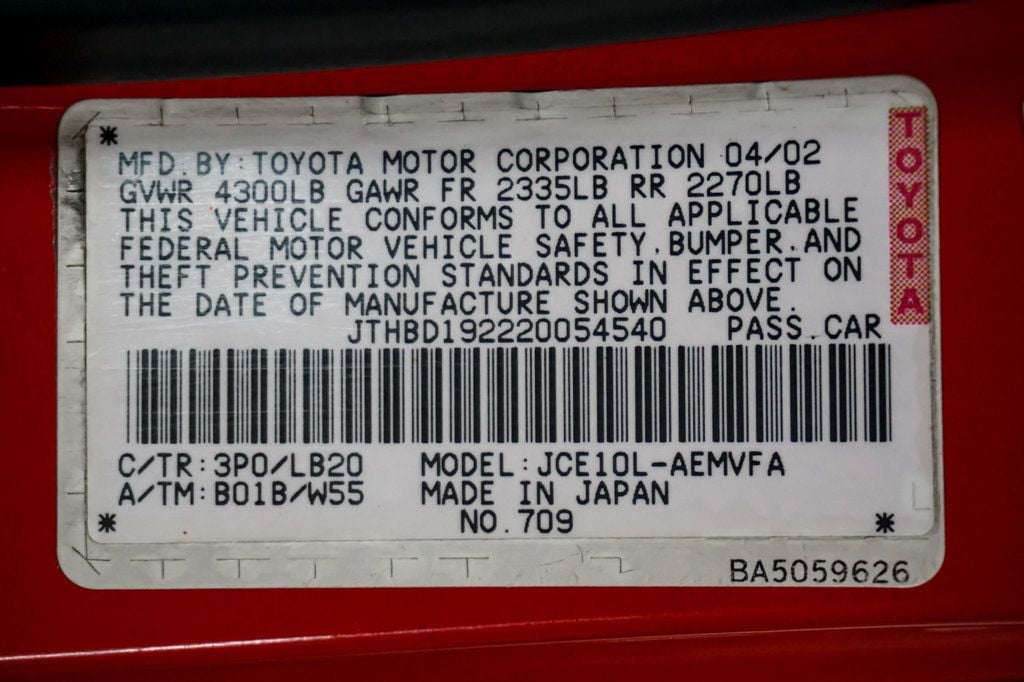 *
MFD.BY:TOYOTA MOTOR CORPORATION 04/02
GVWR 4300LB GAWR FR 2335LB RR 2270LB
THIS VEHICLE CONFORMS TO ALL APPLICABLE
FEDERAL MOTOR VEHICLE SAFETY.BUMPER.AND
THEFT PREVENTION STANDARDS IN EFFECT ON
THE DATE OF MANUFACTURE SHOWN ABOVE.
JTHBD192220054540 PASS.CAR
TOYOTA
C/TR:3P0/LB20 MODEL:JCE10L-AEMVFA
A/TM:B01B/W55 MADE IN JAPAN
* NO.709 *
BA5059626